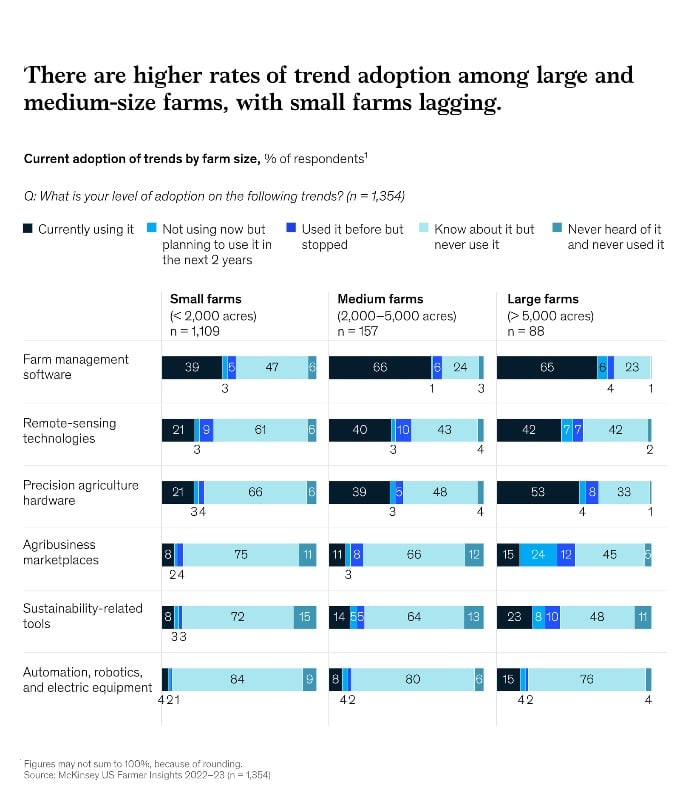 There are higher rates of trend adoption among large and
medium-size farms, with small farms lagging.
Current adoption of trends by farm size, % of respondents¹
Q: What is your level of adoption on the following trends? (n = 1,354)
Currently using it
Not using now but
planning to use it in
the next 2 years
Used it before but
stopped
Know about it but
never use it
Never heard of it
and never used it
Small farms
(< 2,000 acres)
n = 1,109
Medium farms
(2,000–5,000 acres)
n = 157
Large farms
(> 5,000 acres)
n = 88
Farm management
software
39 5 47 6
3
66 6 24
1 3
65 6 23
4 1
Remote-sensing
technologies
21 9 61 6
3
40 10 43
3 4
42 7 7 42
2
Precision agriculture
hardware
21 66 6
3 4
39 5 48
3 4
53 8 33
4 1
Agribusiness
marketplaces
8 75 11
2 4
11 8 66 12
3
15 24 12 45 5
Sustainability-related
tools
8 72 15
3 3
14 5 5 64 13
23 8 10 48 11
Automation, robotics,
and electric equipment
84 9
4 2 1
8 80 6
4 2
15 76
4 2 4
¹ Figures may not sum to 100%, because of rounding.
Source: McKinsey US Farmer Insights 2022–23 (n = 1,354)